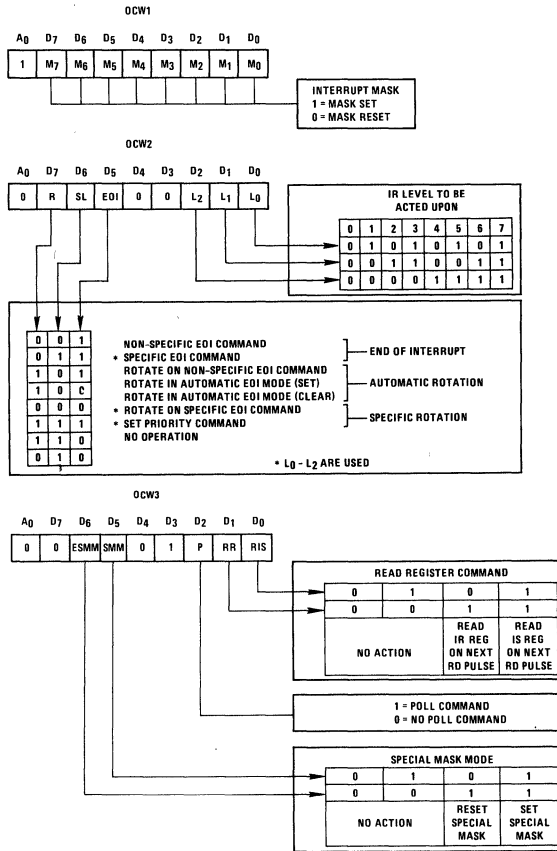 OCW1
A0 D7 D6 D5 D4 D3 D2 D1 D0
1 M7 M6 M5 M4 M3 M2 M1 M0
INTERRUPT MASK
1 = MASK SET
0 = MASK RESET
OCW2
A0 D7 D6 D5 D4 D3 D2 D1 D0
0 R SL EOI 0 0 L2 L1 L0
IR LEVEL TO BE
ACTED UPON
0 1 2 3 4 5 6 7
0 1 0 1 0 1 0 1
0 0 1 1 0 0 1 1
0 0 0 0 1 1 1 1
0 0 1 NON-SPECIFIC EOI COMMAND
0 1 1 * SPECIFIC EOI COMMAND
END OF INTERRUPT
1 0 1 ROTATE ON NON-SPECIFIC EOI COMMAND
1 0 0 ROTATE IN AUTOMATIC EOI MODE (SET)
AUTOMATIC ROTATION
0 0 0 ROTATE IN AUTOMATIC EOI MODE (CLEAR)
1 1 1 * ROTATE ON SPECIFIC EOI COMMAND
SPECIFIC ROTATION
1 1 0 * SET PRIORITY COMMAND
0 1 0 NO OPERATION
* L0 - L2 ARE USED
OCW3
A0 D7 D6 D5 D4 D3 D2 D1 D0
0 0 ESMM SMM 0 1 P RR RIS
READ REGISTER COMMAND
0 1 0 1
0 0 1 1
NO ACTION
READ
IR REG
ON NEXT
RD PULSE
READ
IS REG
ON NEXT
RD PULSE
1 = POLL COMMAND
0 = NO POLL COMMAND
SPECIAL MASK MODE
0 1 0 1
0 0 1 1
NO ACTION
RESET
SPECIAL
MASK
SET
SPECIAL
MASK